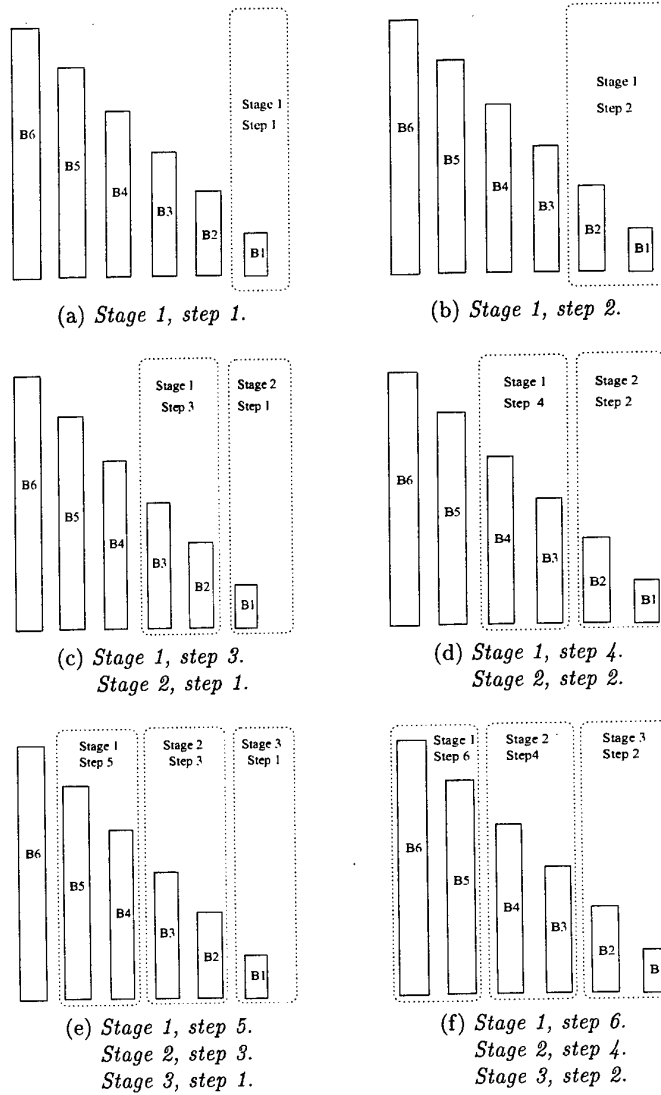 Stage 1
Step 1
B6
B5
B4
B3
B2
B1
(a) Stage 1, step 1.
Stage 1
Step 2
B6
B5
B4
B3
B2
B1
(b) Stage 1, step 2.
Stage 1
Step 3
Stage 2
Step 1
B6
B5
B4
B3
B2
B1
(c) Stage 1, step 3.
Stage 2, step 1.
Stage 1
Step 4
Stage 2
Step 2
B6
B5
B4
B3
B2
B1
(d) Stage 1, step 4.
Stage 2, step 2.
Stage 1
Step 5
Stage 2
Step 3
Stage 3
Step 1
B6
B5
B4
B3
B2
B1
(e) Stage 1, step 5.
Stage 2, step 3.
Stage 3, step 1.
Stage 1
Step 6
Stage 2
Step4
Stage 3
Step 2
B6
B5
B4
B3
B2
B
(f) Stage 1, step 6.
Stage 2, step 4.
Stage 3, step 2.